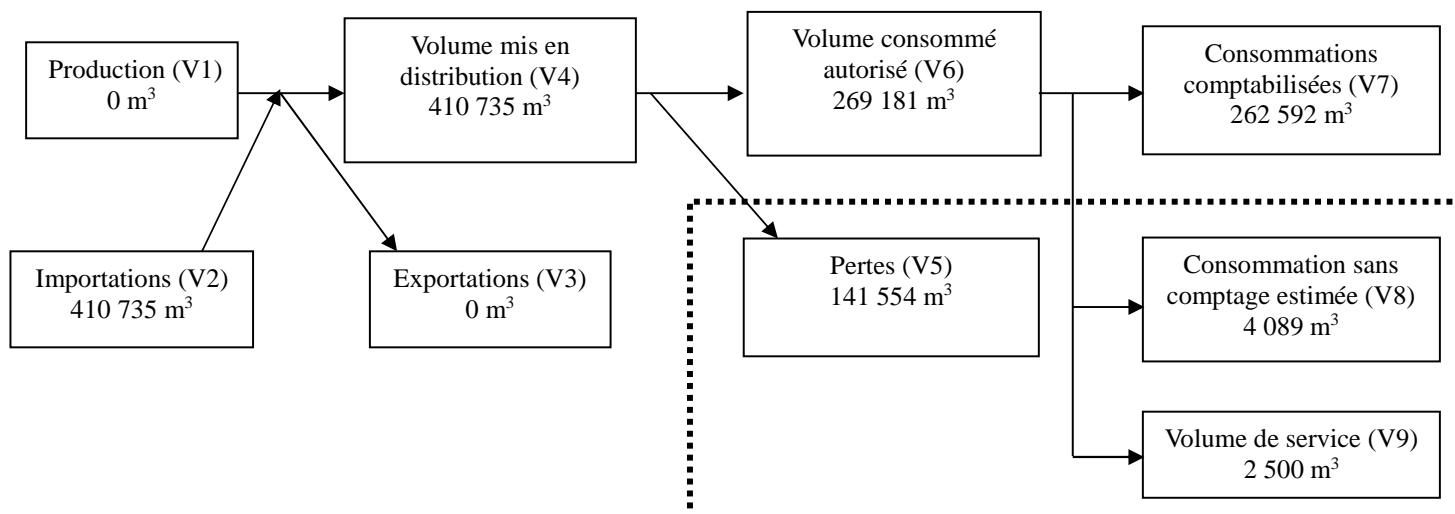 Production (V1)
0 m³
Volume mis en
distribution (V4)
410 735 m³
Volume consommé
autorisé (V6)
269 181 m³
Consommations
comptabilisées (V7)
262 592 m³
Importations (V2)
410 735 m³
Exportations (V3)
0 m³
Pertes (V5)
141 554 m³
Consommation sans
comptage estimée (V8)
4 089 m³
Volume de service (V9)
2 500 m³